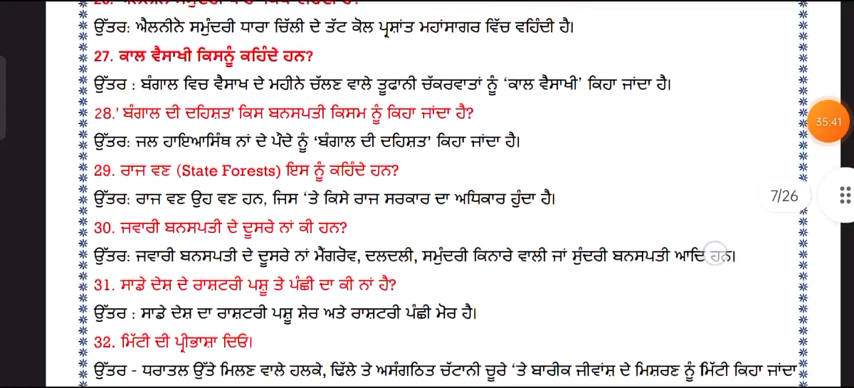 ਉੱਤਰ: ਐਲਨੀਨੋ ਸਮੁੰਦਰੀ ਧਾਰਾ ਚਿੱਲੀ ਦੇ ਤੱਟ ਕੋਲ ਪ੍ਰਸ਼ਾਂਤ ਮਹਾਂਸਾਗਰ ਵਿੱਚ ਵਹਿੰਦੀ ਹੈ।
27. ਕਾਲ ਵੈਸਾਖੀ ਕਿਸਨੂੰ ਕਹਿੰਦੇ ਹਨ?
ਉੱਤਰ : ਬੰਗਾਲ ਵਿਚ ਵੈਸਾਖ ਦੇ ਮਹੀਨੇ ਚੱਲਣ ਵਾਲੇ ਤੂਫਾਨੀ ਚੱਕਰਵਾਤਾਂ ਨੂੰ 'ਕਾਲ ਵੈਸਾਖੀ' ਕਿਹਾ ਜਾਂਦਾ ਹੈ।
28.' ਬੰਗਾਲ ਦੀ ਦਹਿਸ਼ਤ' ਕਿਸ ਬਨਸਪਤੀ ਕਿਸਮ ਨੂੰ ਕਿਹਾ ਜਾਂਦਾ ਹੈ?
35:41
ਉੱਤਰ: ਜਲ ਹਾਇਆਸਿੰਥ ਨਾਂ ਦੇ ਪੌਦੇ ਨੂੰ 'ਬੰਗਾਲ ਦੀ ਦਹਿਸ਼ਤ' ਕਿਹਾ ਜਾਂਦਾ ਹੈ।
29. ਰਾਜ ਵਣ (State Forests) ਇਸ ਨੂੰ ਕਹਿੰਦੇ ਹਨ?
ਉੱਤਰ: ਰਾਜ ਵਣ ਉਹ ਵਣ ਹਨ, ਜਿਸ 'ਤੇ ਕਿਸੇ ਰਾਜ ਸਰਕਾਰ ਦਾ ਅਧਿਕਾਰ ਹੁੰਦਾ ਹੈ।
7/26
30. ਜਵਾਰੀ ਬਨਸਪਤੀ ਦੇ ਦੂਸਰੇ ਨਾਂ ਕੀ ਹਨ?
ਉੱਤਰ: ਜਵਾਰੀ ਬਨਸਪਤੀ ਦੇ ਦੂਸਰੇ ਨਾਂ ਮੈਂਗਰੋਵ, ਦਲਦਲੀ, ਸਮੁੰਦਰੀ ਕਿਨਾਰੇ ਵਾਲੀ ਜਾਂ ਸੁੰਦਰੀ ਬਨਸਪਤੀ ਆਦਿ ਹਨ।
31. ਸਾਡੇ ਦੇਸ਼ ਦੇ ਰਾਸ਼ਟਰੀ ਪਸ਼ੂ ਤੇ ਪੰਛੀ ਦਾ ਕੀ ਨਾਂ ਹੈ?
ਉੱਤਰ : ਸਾਡੇ ਦੇਸ਼ ਦਾ ਰਾਸ਼ਟਰੀ ਪਸ਼ੂ ਸ਼ੇਰ ਅਤੇ ਰਾਸ਼ਟਰੀ ਪੰਛੀ ਮੋਰ ਹੈ।
32. ਮਿੱਟੀ ਦੀ ਪ੍ਰੀਭਾਸ਼ਾ ਦਿਓ।
ਉੱਤਰ - ਧਰਾਤਲ ਉੱਤੇ ਮਿਲਣ ਵਾਲੇ ਹਲਕੇ, ਢਿੱਲੇ ਤੇ ਅਸੰਗਠਿਤ ਚੱਟਾਨੀ ਚੂਰੇ 'ਤੇ ਬਾਰੀਕ ਜੀਵਾਂਸ਼ ਦੇ ਮਿਸ਼ਰਣ ਨੂੰ ਮਿੱਟੀ ਕਿਹਾ ਜਾਂਦਾ